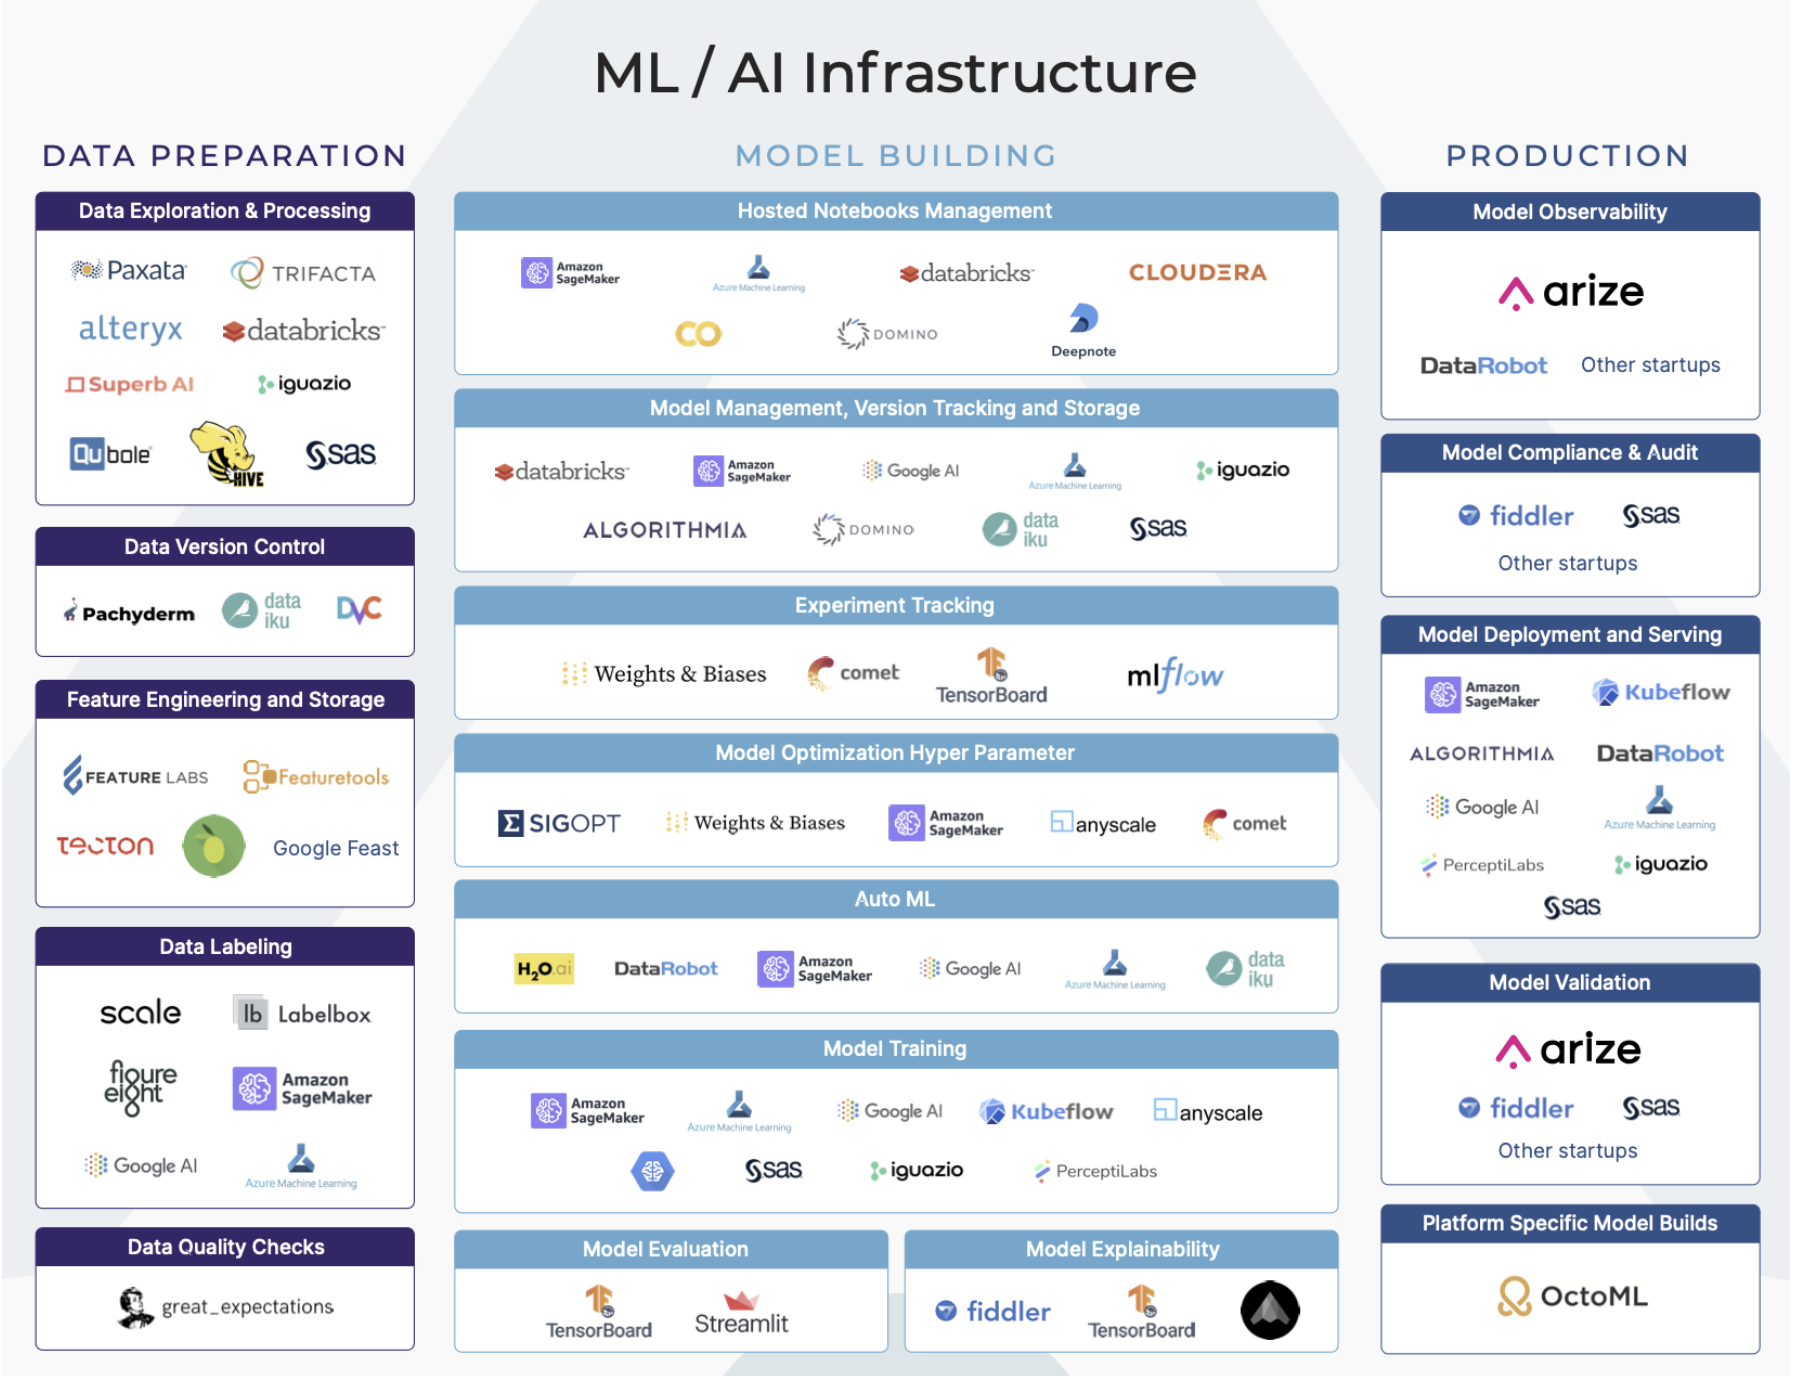 ML / AI Infrastructure
DATA PREPARATION
Data Exploration & Processing
Paxata
TRIFACTA
alteryx
databricks
Superb AI
iguazio
Qubole
HIVE
sas
Data Version Control
Pachyderm
data
iku
DVC
Feature Engineering and Storage
FEATURE LABS
Featuretools
TECTON
Google Feast
Data Labeling
scale
lb Labelbox
figure
eight
Amazon
SageMaker
Google AI
Azure Machine Learning
Data Quality Checks
great_expectations
MODEL BUILDING
Hosted Notebooks Management
Amazon
SageMaker
Azure Machine Learning
databricks
CLOUDERA
CO
DOMINO
Deepnote
Model Management, Version Tracking and Storage
databricks
Amazon
SageMaker
Google AI
Azure Machine Learning
iguazio
ALGORITHMIA
DOMINO
data
iku
sas
Experiment Tracking
Weights & Biases
comet
TensorBoard
mlflow
Model Optimization Hyper Parameter
Σ SIGOPT
Weights & Biases
Amazon
SageMaker
anyscale
comet
Auto ML
H2O.ai
DataRobot
Amazon
SageMaker
Google AI
Azure Machine Learning
data
iku
Model Training
Amazon
SageMaker
Azure Machine Learning
Google AI
Kubeflow
anyscale
sas
iguazio
PerceptiLabs
Model Evaluation
TensorBoard
Streamlit
Model Explainability
fiddler
TensorBoard
PRODUCTION
Model Observability
arize
DataRobot
Other startups
Model Compliance & Audit
fiddler
sas
Other startups
Model Deployment and Serving
Amazon
SageMaker
Kubeflow
ALGORITHMIA
DataRobot
Google AI
Azure Machine Learning
PerceptiLabs
iguazio
sas
Model Validation
arize
fiddler
sas
Other startups
Platform Specific Model Builds
OctoML